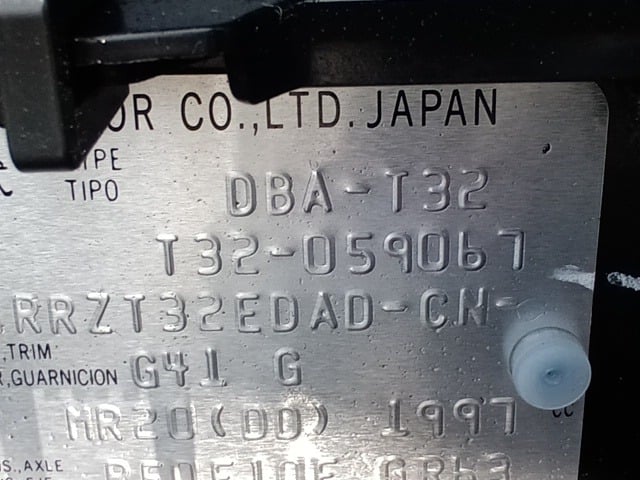 OR CO.,LTD. JAPAN
TYPE
TIPO DBA-T32
T32-059067
RRZT32EDAD-CN-
,TRIM
,GUARNICION G41 G
MR20(DD) 1997 cc
S.,AXLE